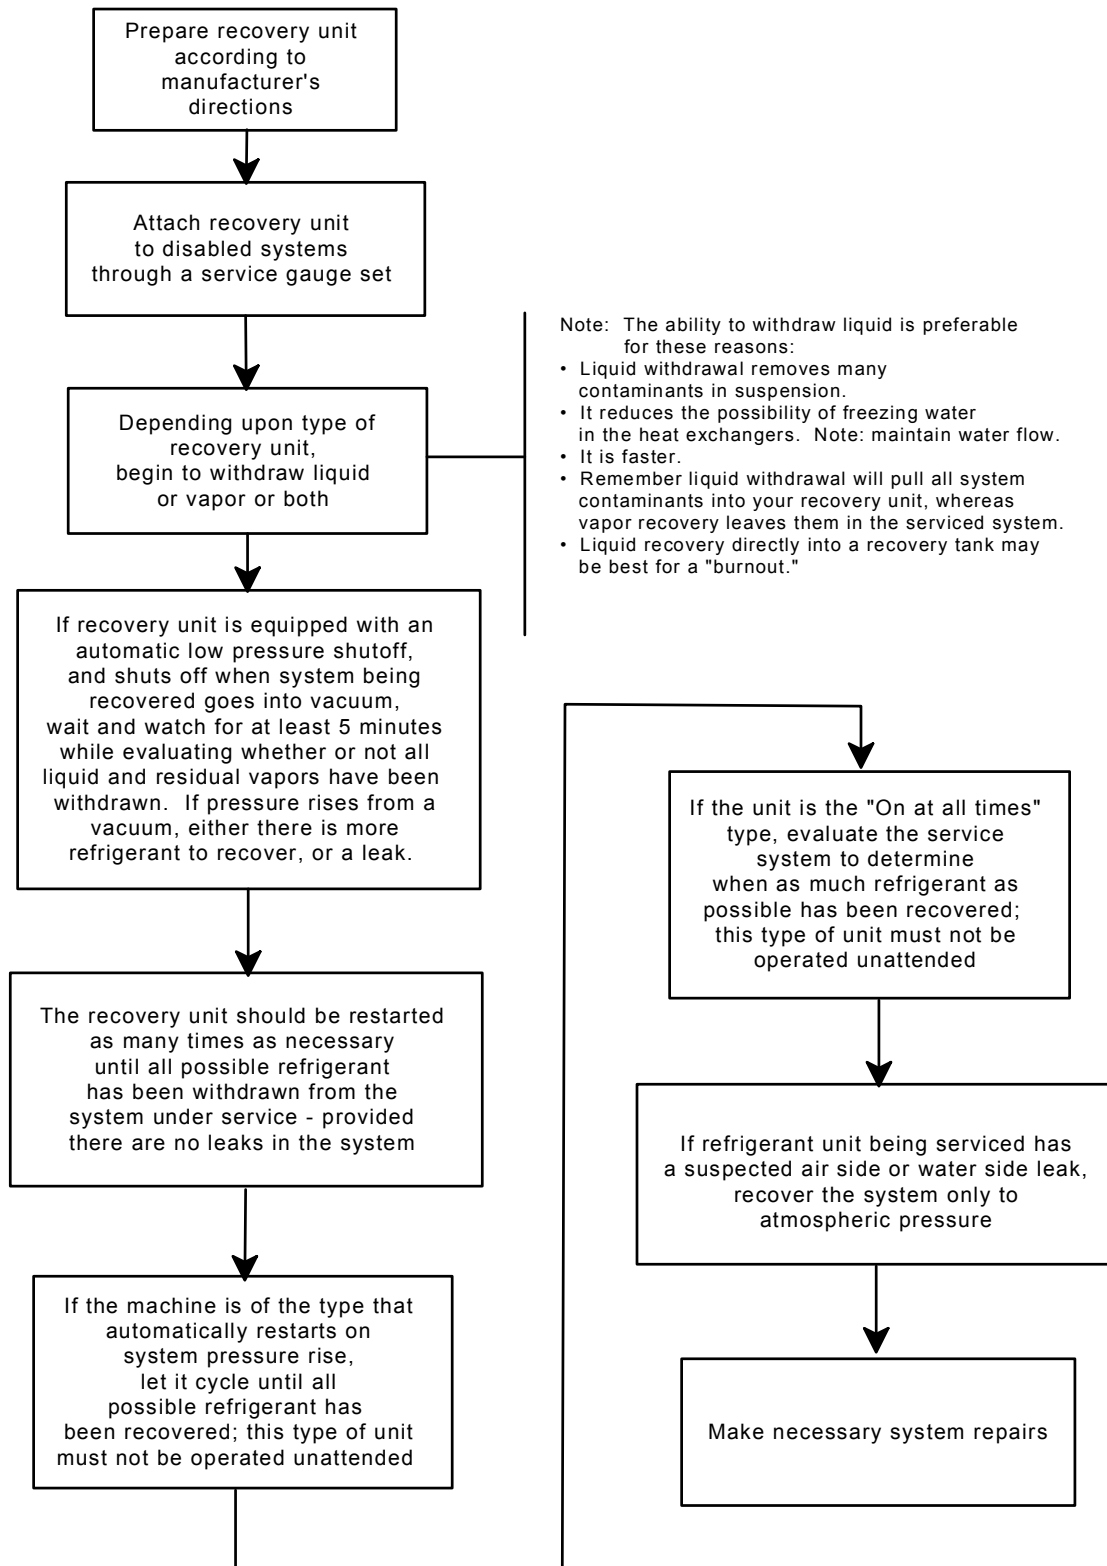 Prepare recovery unit
according to
manufacturer's
directions
Attach recovery unit
to disabled systems
through a service gauge set
Depending upon type of
recovery unit,
begin to withdraw liquid
or vapor or both
Note: The ability to withdraw liquid is preferable
for these reasons:
• Liquid withdrawal removes many
contaminants in suspension.
• It reduces the possibility of freezing water
in the heat exchangers. Note: maintain water flow.
• It is faster.
• Remember liquid withdrawal will pull all system
contaminants into your recovery unit, whereas
vapor recovery leaves them in the serviced system.
• Liquid recovery directly into a recovery tank may
be best for a "burnout."
If recovery unit is equipped with an
automatic low pressure shutoff,
and shuts off when system being
recovered goes into vacuum,
wait and watch for at least 5 minutes
while evaluating whether or not all
liquid and residual vapors have been
withdrawn. If pressure rises from a
vacuum, either there is more
refrigerant to recover, or a leak.
The recovery unit should be restarted
as many times as necessary
until all possible refrigerant
has been withdrawn from the
system under service - provided
there are no leaks in the system
If the machine is of the type that
automatically restarts on
system pressure rise,
let it cycle until all
possible refrigerant has
been recovered; this type of unit
must not be operated unattended
If the unit is the "On at all times"
type, evaluate the service
system to determine
when as much refrigerant as
possible has been recovered;
this type of unit must not be
operated unattended
If refrigerant unit being serviced has
a suspected air side or water side leak,
recover the system only to
atmospheric pressure
Make necessary system repairs